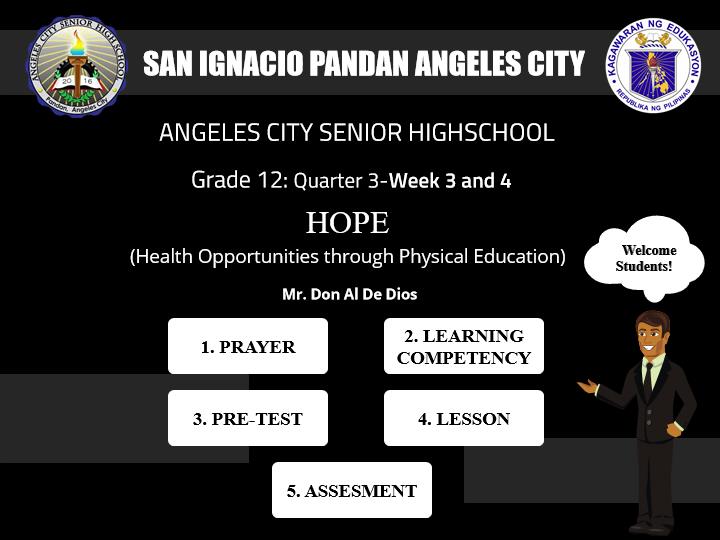 ANGELES CITY SENIOR HIGHSCHOOL
20 16
Pandan, Angeles City
SAN IGNACIO PANDAN ANGELES CITY
KAGAWARAN NG EDUKASYON
REPUBLIKA NG PILIPINAS
ANGELES CITY SENIOR HIGHSCHOOL
Grade 12: Quarter 3-Week 3 and 4
HOPE
(Health Opportunities through Physical Education)
Welcome
Students!
Mr. Don Al De Dios
1. PRAYER
2. LEARNING
COMPETENCY
3. PRE-TEST
4. LESSON
5. ASSESMENT